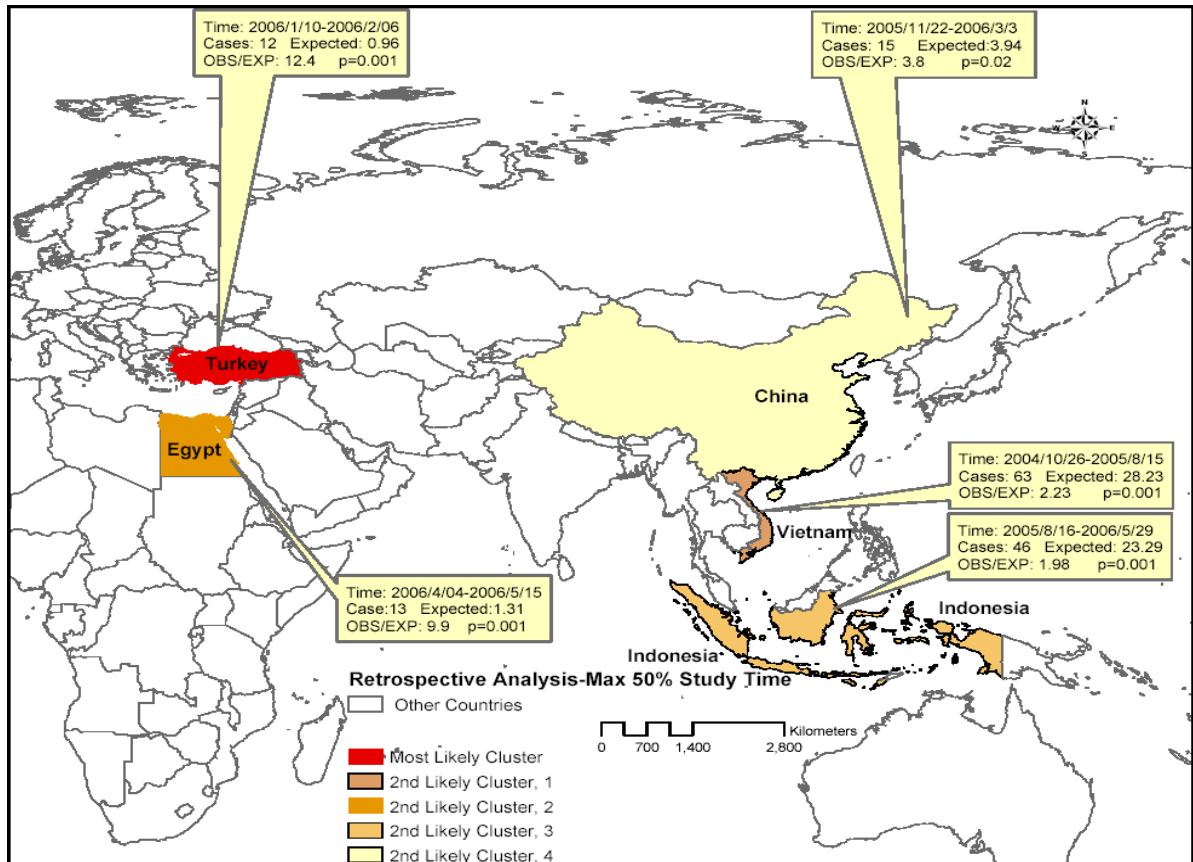 Time: 2006/1/10-2006/2/06
Cases: 12 Expected: 0.96
OBS/EXP: 12.4 p=0.001
Time: 2005/11/22-2006/3/3
Cases: 15 Expected:3.94
OBS/EXP: 3.8 p=0.02
N
W E
S
Turkey
China
Egypt
Time: 2004/10/26-2005/8/15
Cases: 63 Expected: 28.23
OBS/EXP: 2.23 p=0.001
Vietnam
Time: 2005/8/16-2006/5/29
Cases: 46 Expected: 23.29
OBS/EXP: 1.98 p=0.001
Time: 2006/4/04-2006/5/15
Case:13 Expected:1.31
OBS/EXP: 9.9 p=0.001
Indonesia
Indonesia
Retrospective Analysis-Max 50% Study Time
Other Countries
Most Likely Cluster
2nd Likely Cluster, 1
2nd Likely Cluster, 2
2nd Likely Cluster, 3
2nd Likely Cluster, 4
Kilometers
0 700 1,400 2,800